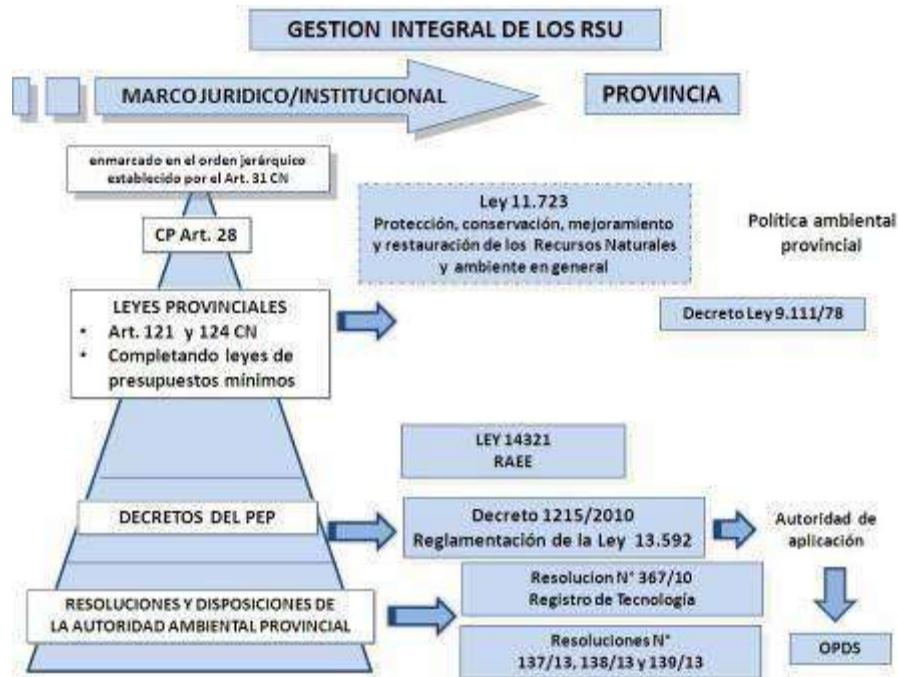 GESTION INTEGRAL DE LOS RSU
MARCO JURIDICO/INSTITUCIONAL
PROVINCIA
enmarcado en el orden jerárquico
establecido por el Art. 31 CN
CP Art. 28
Ley 11.723
Protección, conservación, mejoramiento
y restauración de los Recursos Naturales
y ambiente en general
Política ambiental
provincial
LEYES PROVINCIALES
• Art. 121 y 124 CN
• Completando leyes de
presupuestos mínimos
Decreto Ley 9.111/78
LEY 14321
RAEE
DECRETOS DEL PEP
Decreto 1215/2010
Reglamentación de la Ley 13.592
Autoridad de
aplicación
RESOLUCIONES Y DISPOSICIONES DE
LA AUTORIDAD AMBIENTAL PROVINCIAL
Resolucion N° 367/10
Registro de Tecnología
Resoluciones N°
137/13, 138/13 y 139/13
OPDS